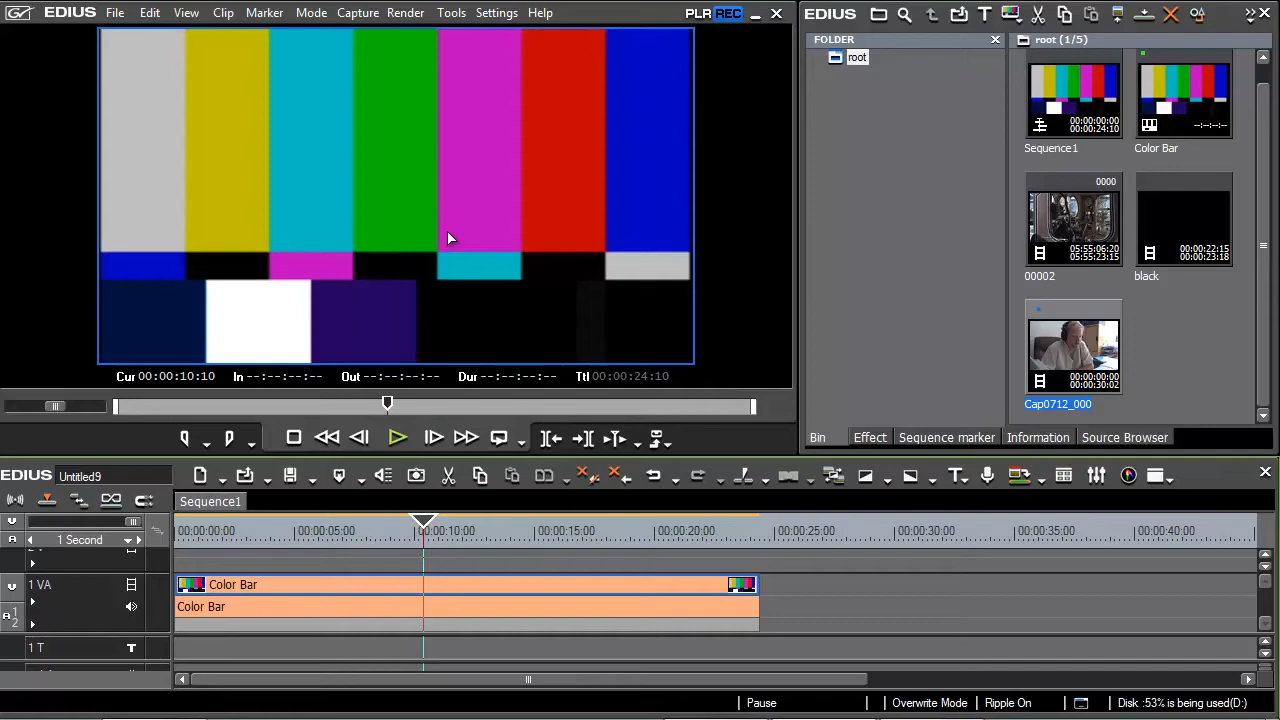 EDIUS File Edit View Clip Marker Mode Capture Render Tools Settings Help PLR REC
EDIUS
FOLDER
root
root (1/5)
00:00:00:00
00:00:24:10
Sequence1
--:--:--:--
Color Bar
0000
05:55:06:20
05:55:23:15
00002
00:00:22:15
00:00:23:18
black
00:00:00:00
00:00:30:02
Cap0712_000
Cur 00:00:10:10 In --:--:--:-- Out --:--:--:-- Dur --:--:--:-- Ttl 00:00:24:10
Bin Effect Sequence marker Information Source Browser
EDIUS Untitled9
Sequence1
1 Second
00:00:00:00 00:00:05:00 00:00:10:00 00:00:15:00 00:00:20:00 00:00:25:00 00:00:30:00 00:00:35:00 00:00:40:00
1 VA
Color Bar
1
2
Color Bar
1 T T
Pause Overwrite Mode Ripple On Disk :53% is being used(D:)